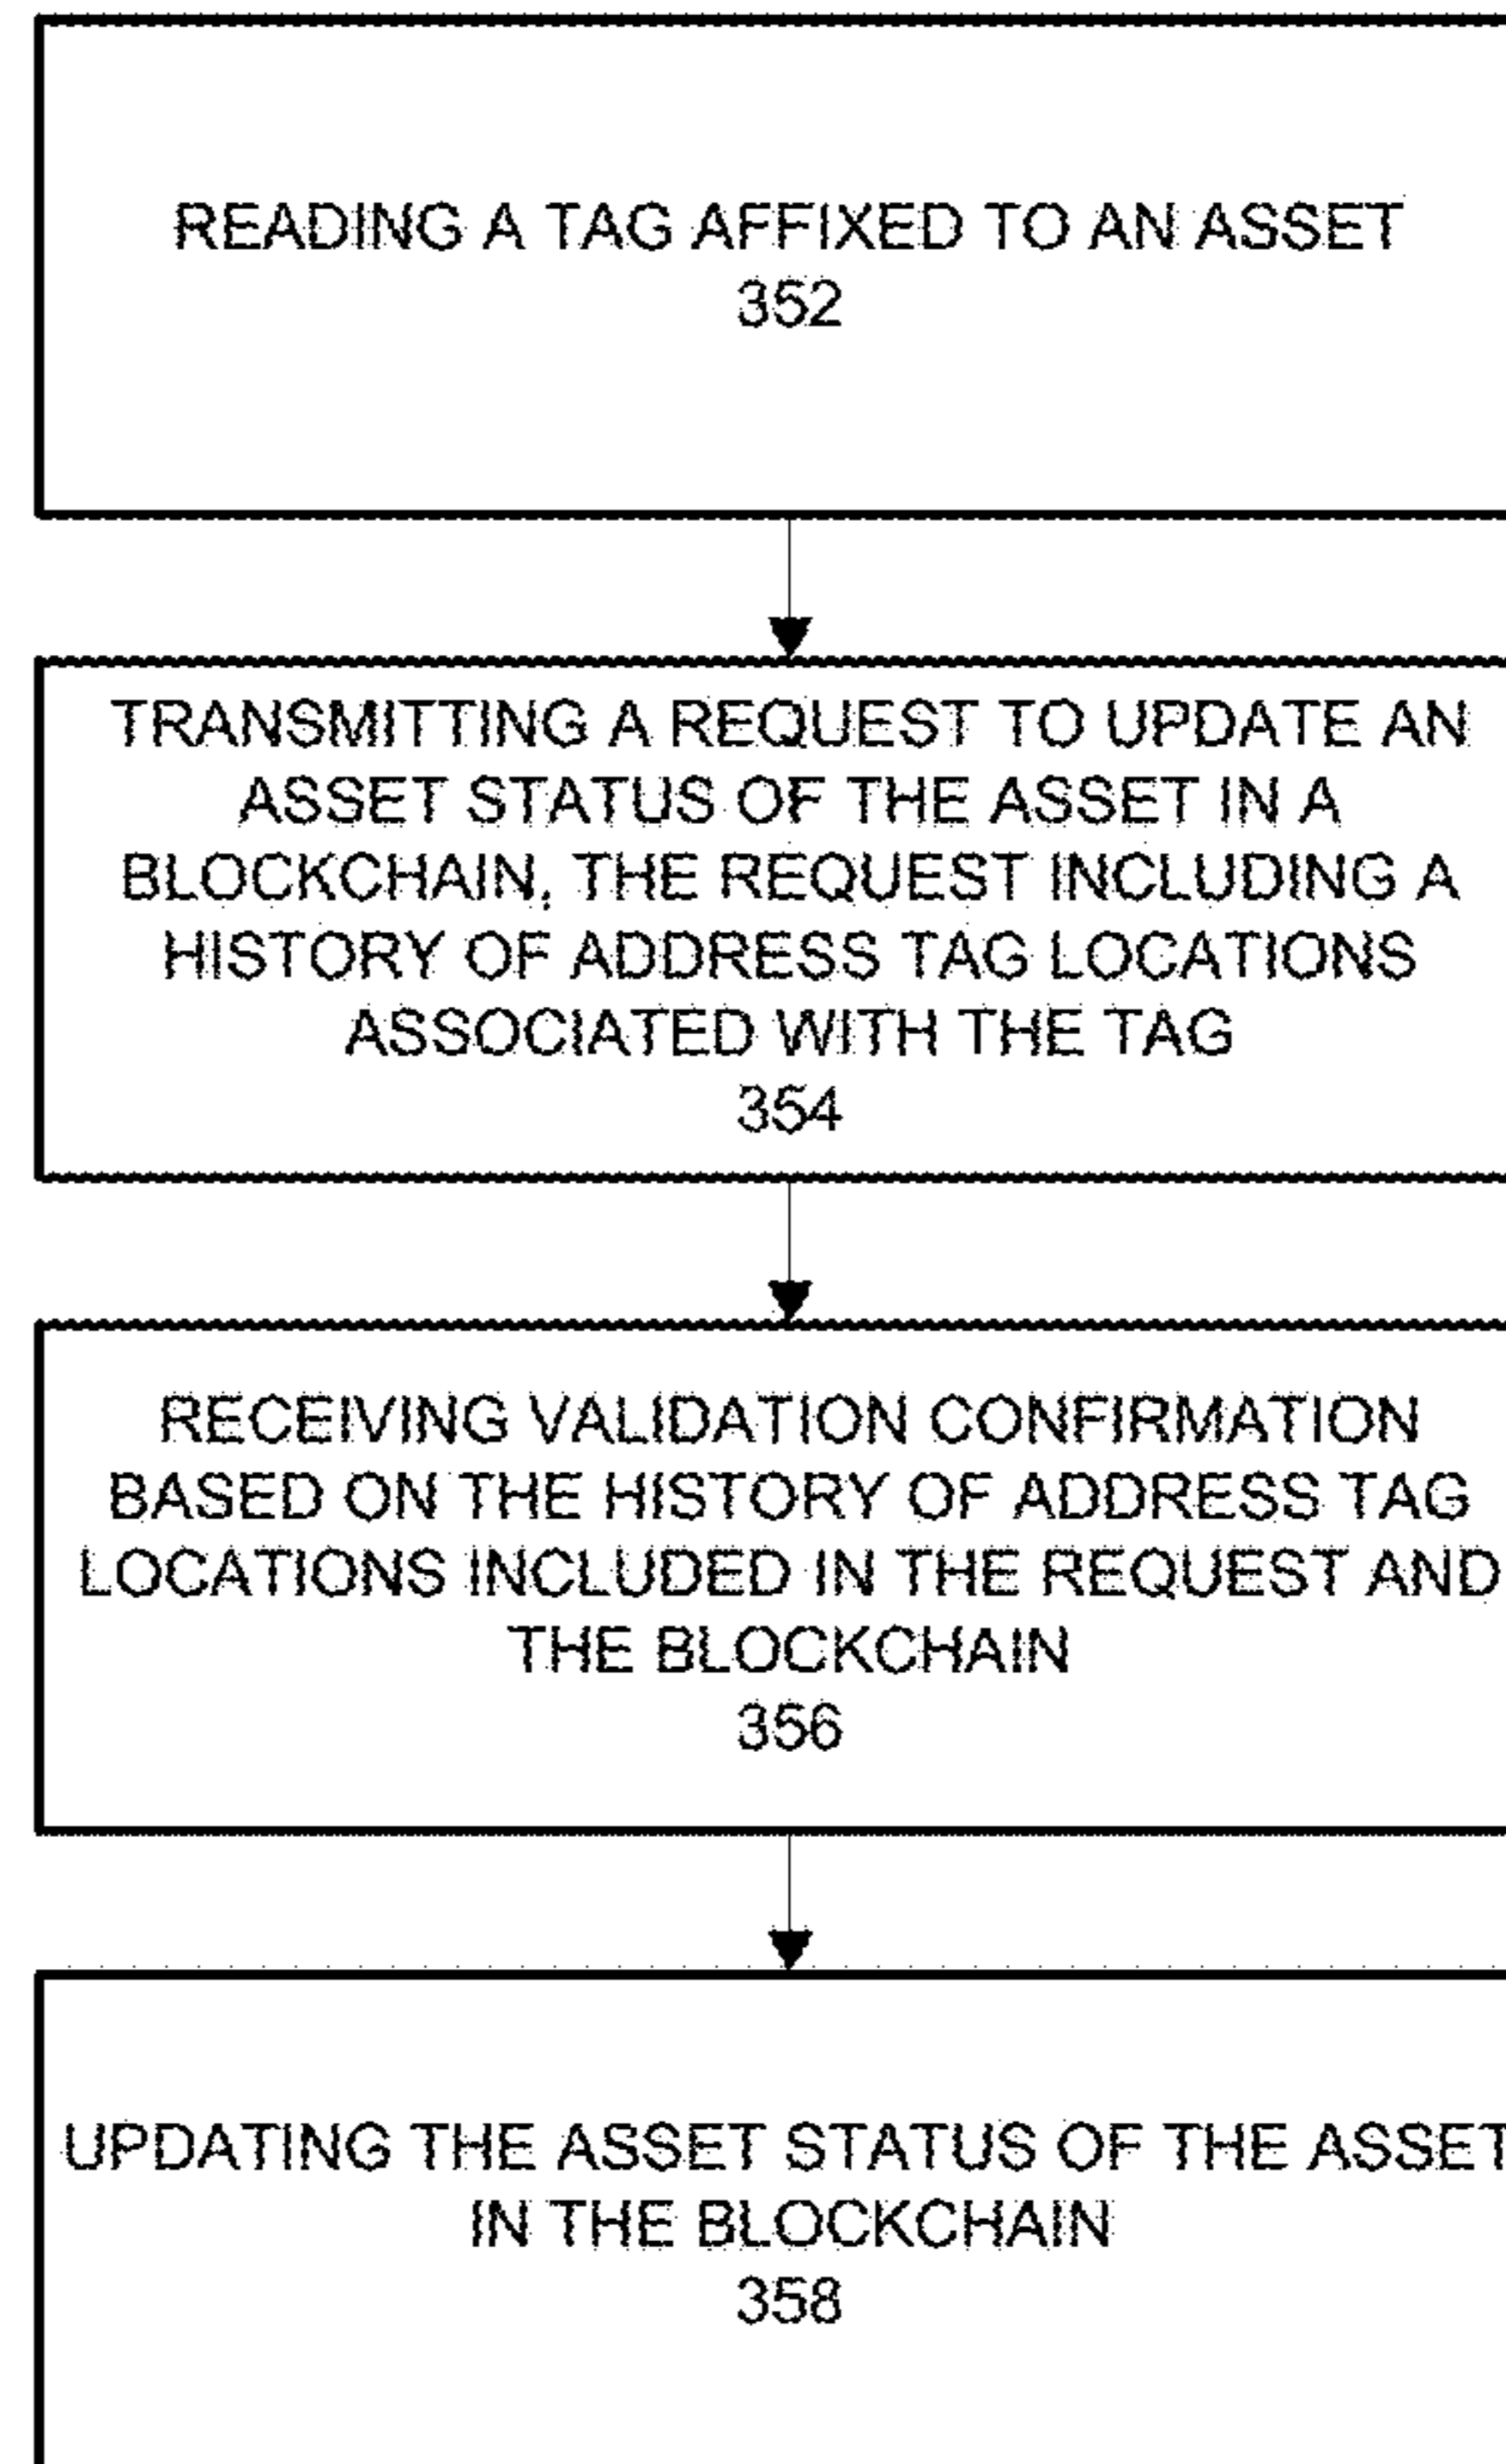 READING A TAG AFFIXED TO AN ASSET
352
TRANSMITTING A REQUEST TO UPDATE AN
ASSET STATUS OF THE ASSET IN A
BLOCKCHAIN, THE REQUEST INCLUDING A
HISTORY OF ADDRESS TAG LOCATIONS
ASSOCIATED WITH THE TAG
354
RECEIVING VALIDATION CONFIRMATION
BASED ON THE HISTORY OF ADDRESS TAG
LOCATIONS INCLUDED IN THE REQUEST AND
THE BLOCKCHAIN
356
UPDATING THE ASSET STATUS OF THE ASSET
IN THE BLOCKCHAIN
358